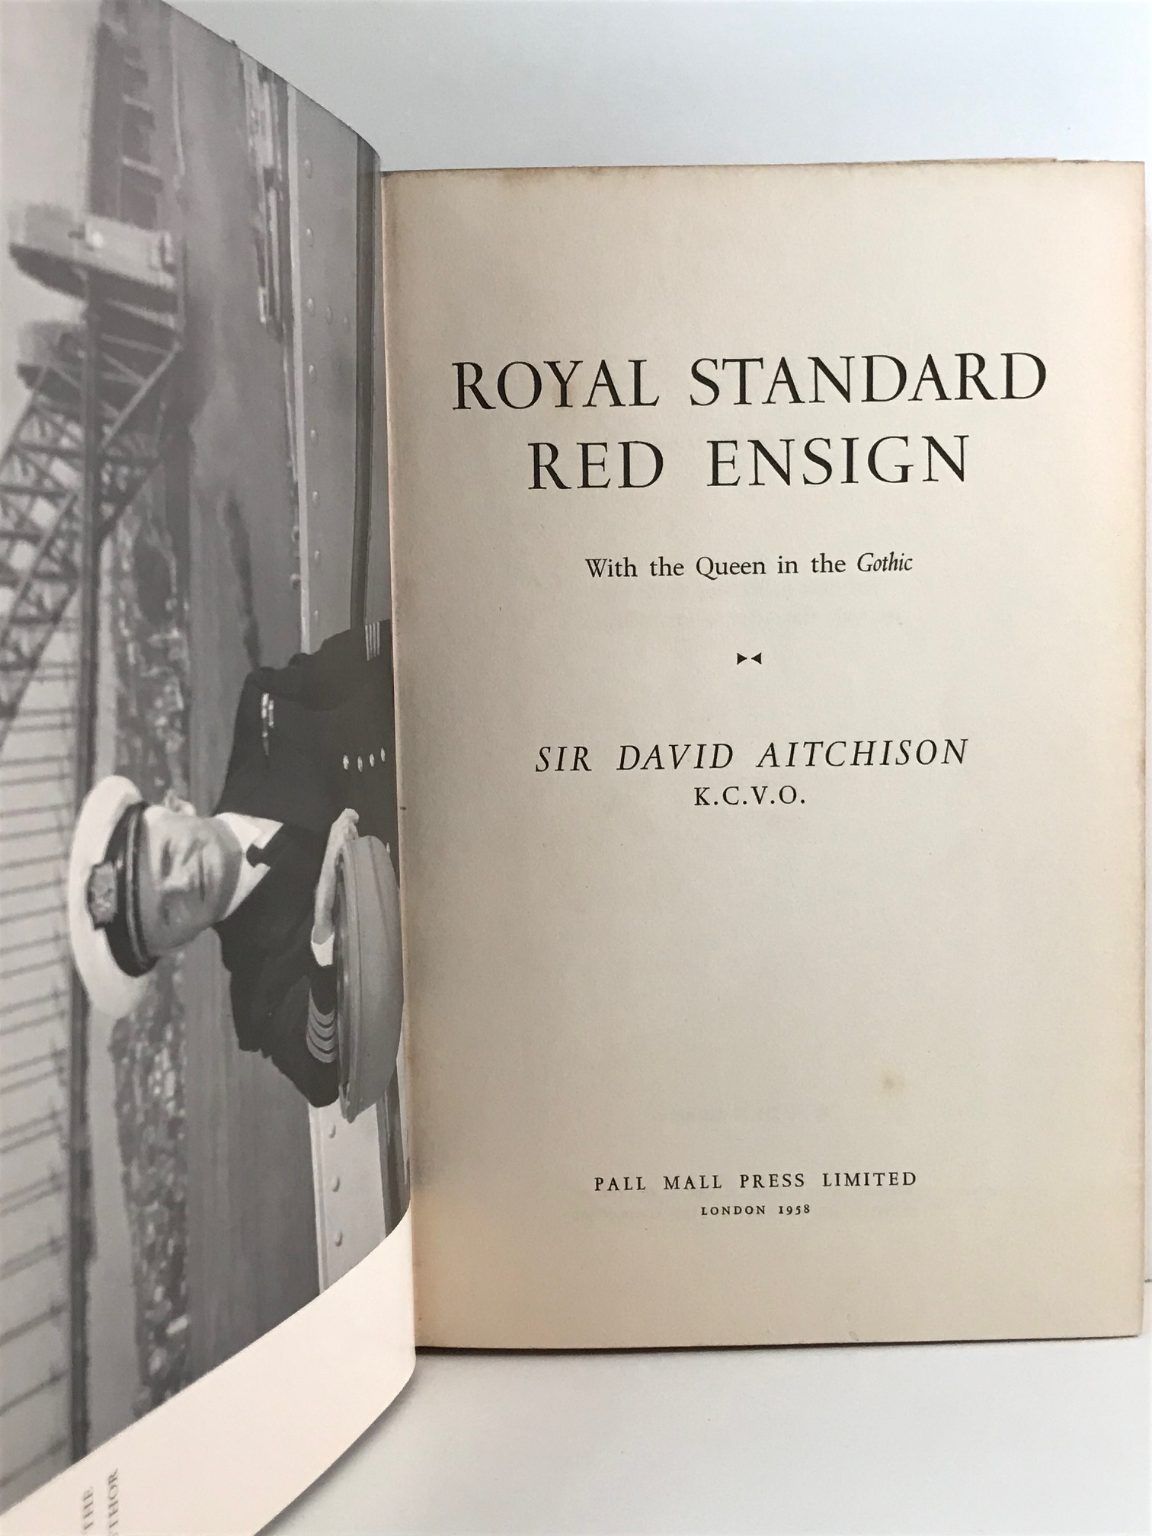 ROYAL STANDARD
RED ENSIGN
With the Queen in the Gothic
SIR DAVID AITCHISON
K.C.V.O.
PALL MALL PRESS LIMITED
LONDON 1958
THE